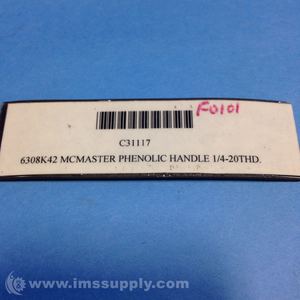 F0101
C31117
6308K42 MCMASTER PHENOLIC HANDLE 1/4-20THD.
© www.imssupply.com